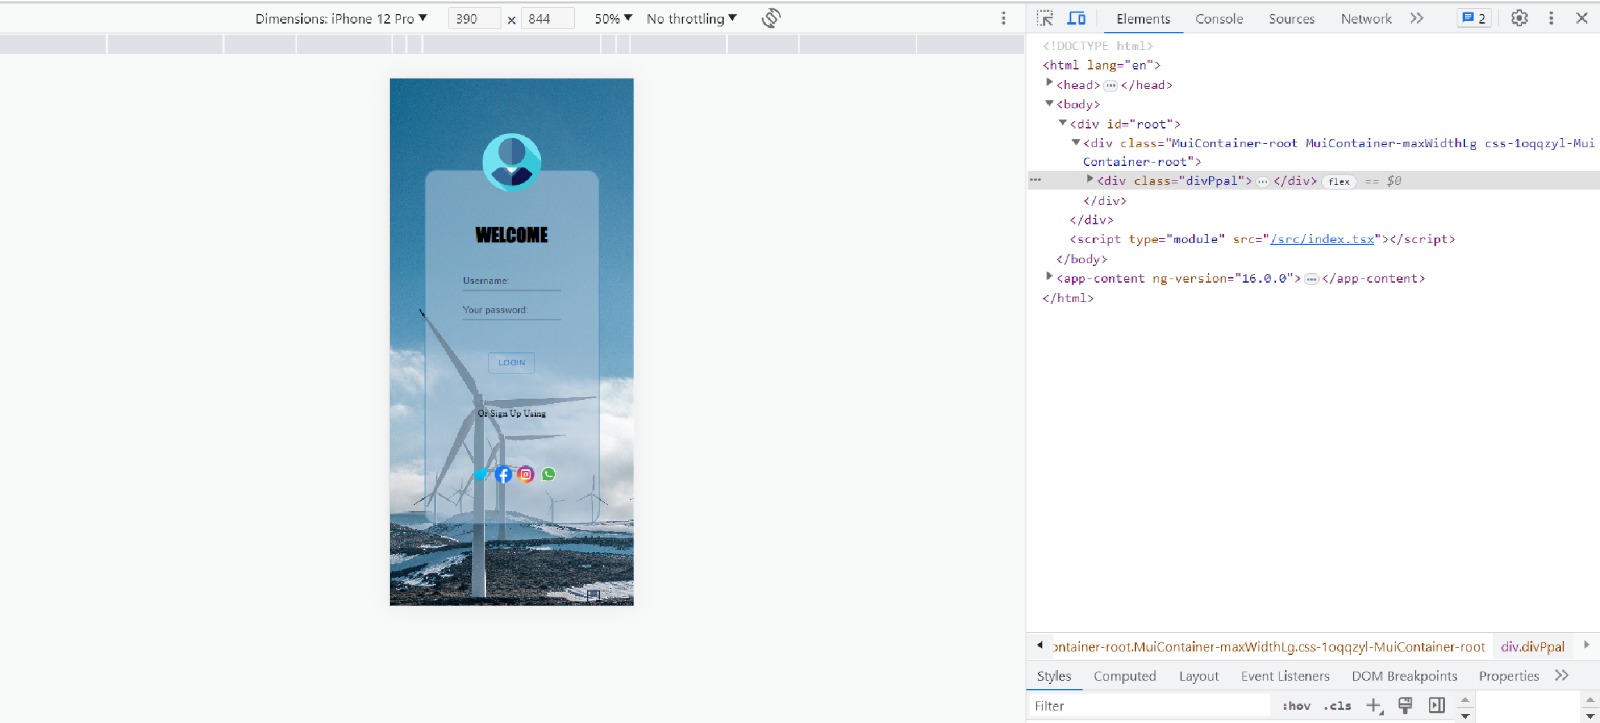 Dimensions: iPhone 12 Pro ▼ 390 × 844 50% ▼ No throttling ▼
Elements Console Sources Network 2
<!DOCTYPE html>
<html lang="en">
<head> ⋯ </head>
<body>
<div id="root">
<div class="MuiContainer-root MuiContainer-maxWidthLg css-1oqqzyl-Mui
Container-root">
<div class="divPpal"> ⋯ </div> flex == $0
</div>
</div>
<script type="module" src="/src/index.tsx"></script>
</body>
<app-content ng-version="16.0.0"> ⋯ </app-content>
</html>
WELCOME
Username:
Your password:
LOGIN
Or Sign Up Using
ontainer-root.MuiContainer-maxWidthLg.css-1oqqzyl-MuiContainer-root div.divPpal
Styles Computed Layout Event Listeners DOM Breakpoints Properties
Filter :hov .cls